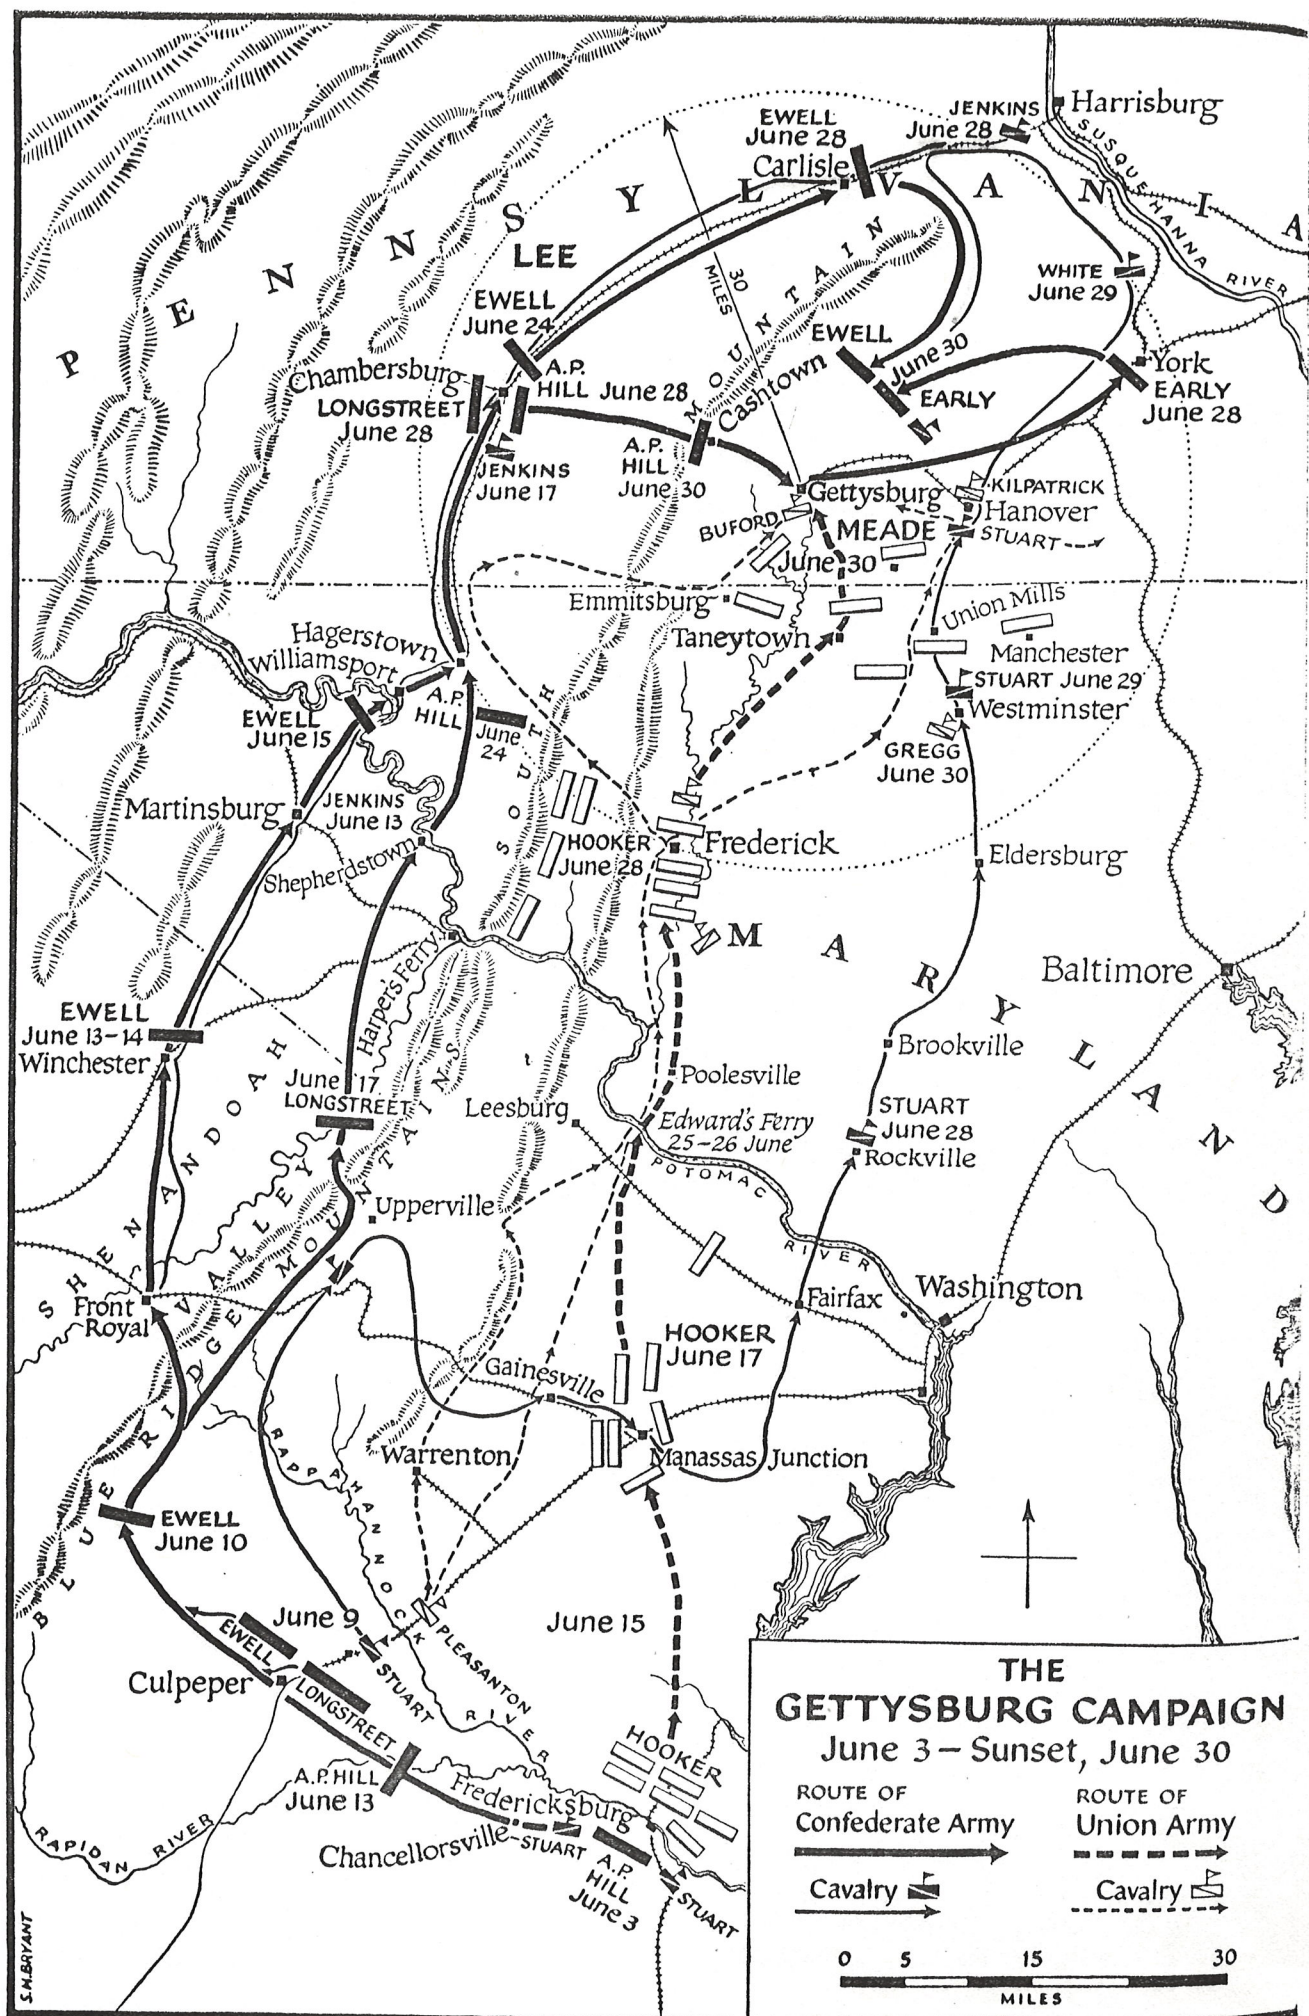 Harrisburg
JENKINS
June 28
EWELL
June 28
Carlisle
SUSQUEHANNA RIVER
PENNSYLVANIA
LEE
30
MILES
WHITE
June 29
EWELL
June 24
MOUNTAIN
EWELL
June 30
Chambersburg
A.P.
HILL June 28
LONGSTREET
June 28
Cashtown
EARLY
York
EARLY
June 28
JENKINS
June 17
A.P.
HILL
June 30
Gettysburg
KILPATRICK
Hanover
BUFORD
MEADE
STUART
June 30
Emmitsburg
Union Mills
Taneytown
Manchester
Hagerstown
Williamsport
STUART June 29
Westminster
A.P.
HILL
June
24
EWELL
June 15
GREGG
June 30
SOUTH
Martinsburg
JENKINS
June 13
HOOKER
June 28
Frederick
Eldersburg
Shepherdstown
MARYLAND
Harper's Ferry
Baltimore
EWELL
June 13-14
Winchester
Brookville
June 17
LONGSTREET
Poolesville
Leesburg
Edward's Ferry
25-26 June
STUART
June 28
Rockville
POTOMAC
RIVER
SHENANDOAH
VALLEY
Upperville
BLUE RIDGE MOUNTAINS
Front
Royal
Fairfax
Washington
HOOKER
June 17
Gainesville
Warrenton
Manassas Junction
RAPPAHANNOCK
RIVER
EWELL
June 10
June 9
EWELL
June 15
PLEASANTON
Culpeper
STUART
LONGSTREET
HOOKER
A.P. HILL
June 13
Fredericksburg
Chancellorsville
STUART
A.P.
HILL
June 3
STUART
RAPIDAN RIVER
S.H.BRYANT
THE
GETTYSBURG CAMPAIGN
June 3 – Sunset, June 30
ROUTE OF
Confederate Army
Cavalry
ROUTE OF
Union Army
Cavalry
0 5 15 30
MILES